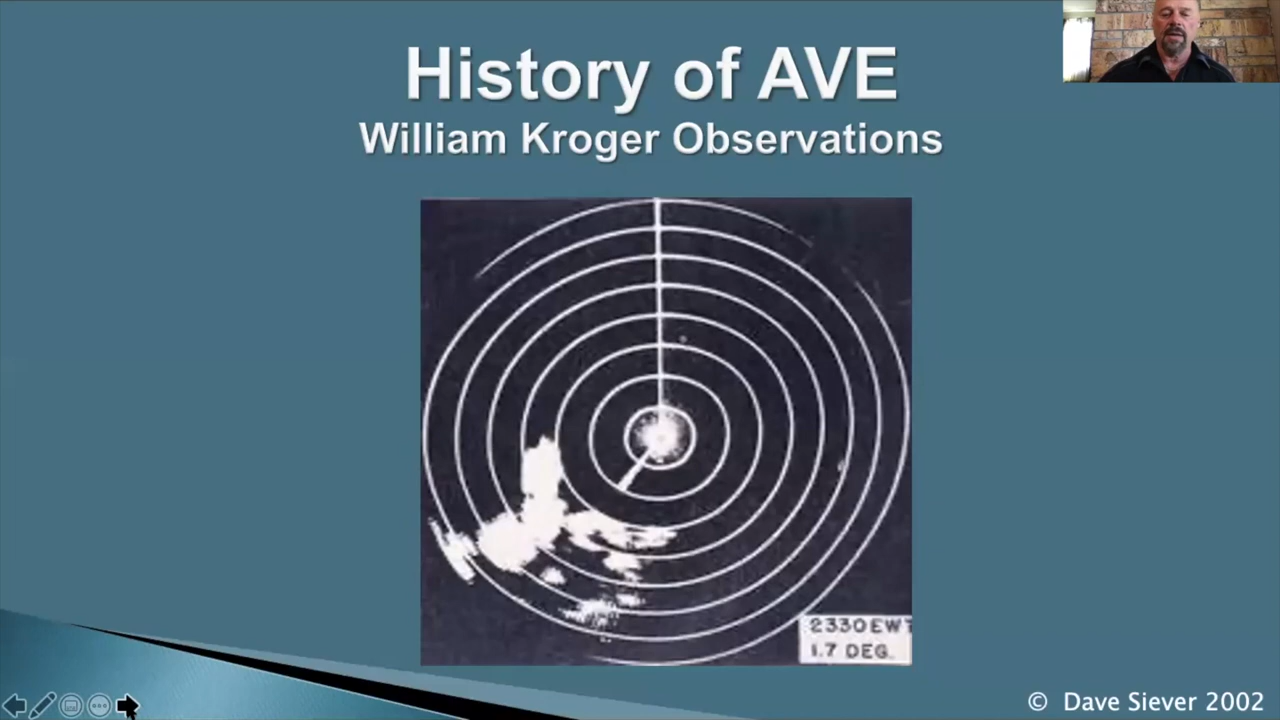 History of AVE
William Kroger Observations
2330 EWT
1.7 DEG.
© Dave Siever 2002